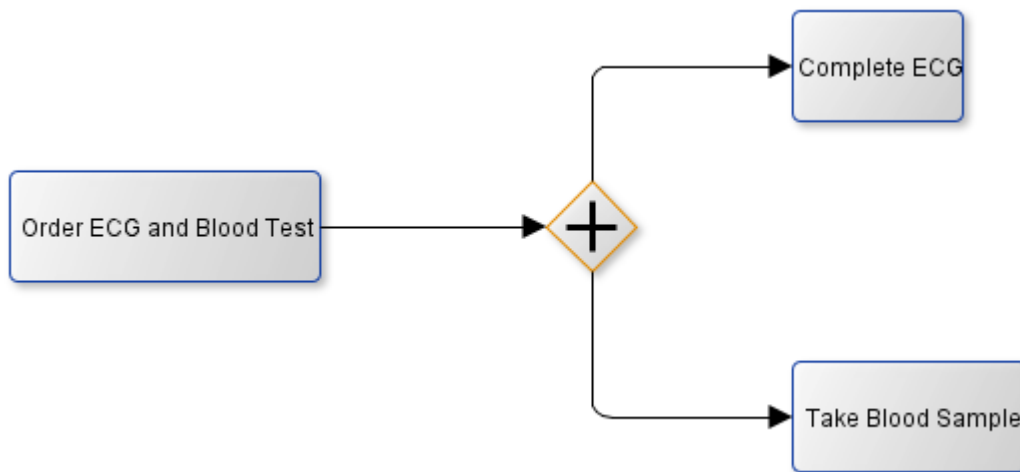 Complete ECG
Order ECG and Blood Test
Take Blood Sample